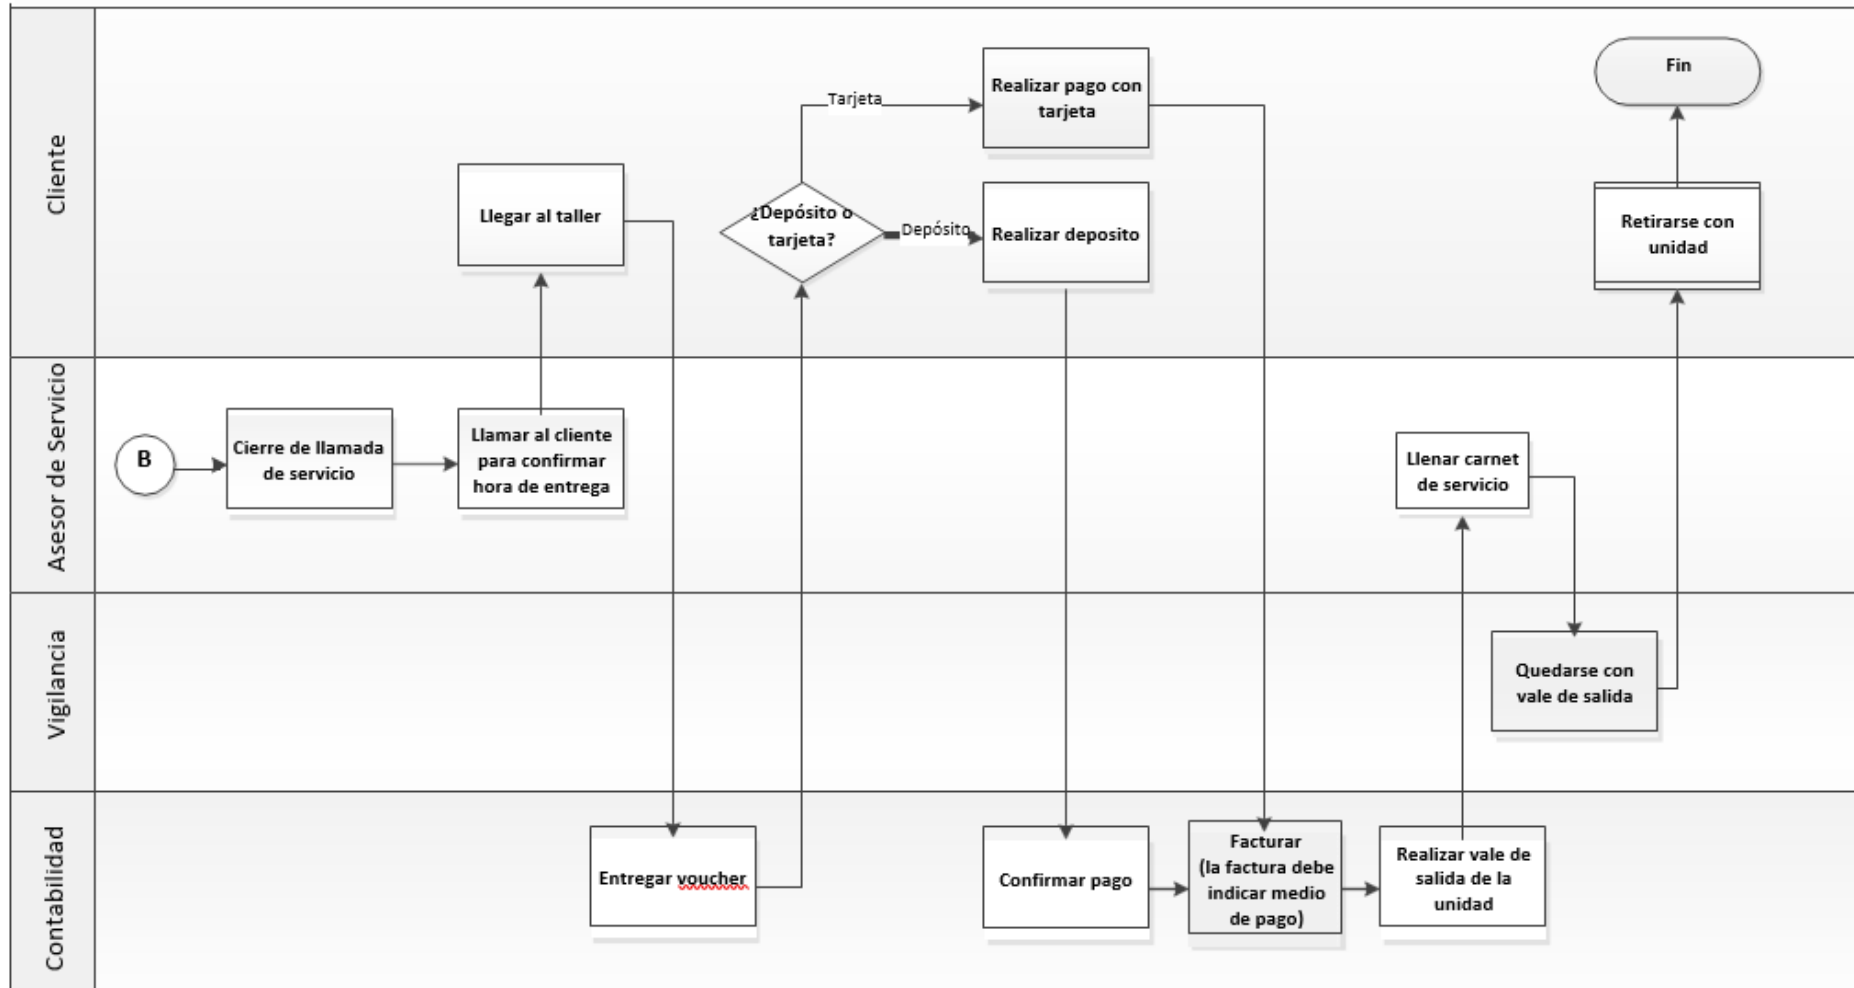 Cliente
Tarjeta
Realizar pago con
tarjeta
Fin
Llegar al taller
¿Depósito o
tarjeta?
Depósito
Realizar deposito
Retirarse con
unidad
Asesor de Servicio
B
Cierre de llamada
de servicio
Llamar al cliente
para confirmar
hora de entrega
Llenar carnet
de servicio
Vigilancia
Quedarse con
vale de salida
Contabilidad
Entregar voucher
Confirmar pago
Facturar
(la factura debe
indicar medio
de pago)
Realizar vale de
salida de la
unidad